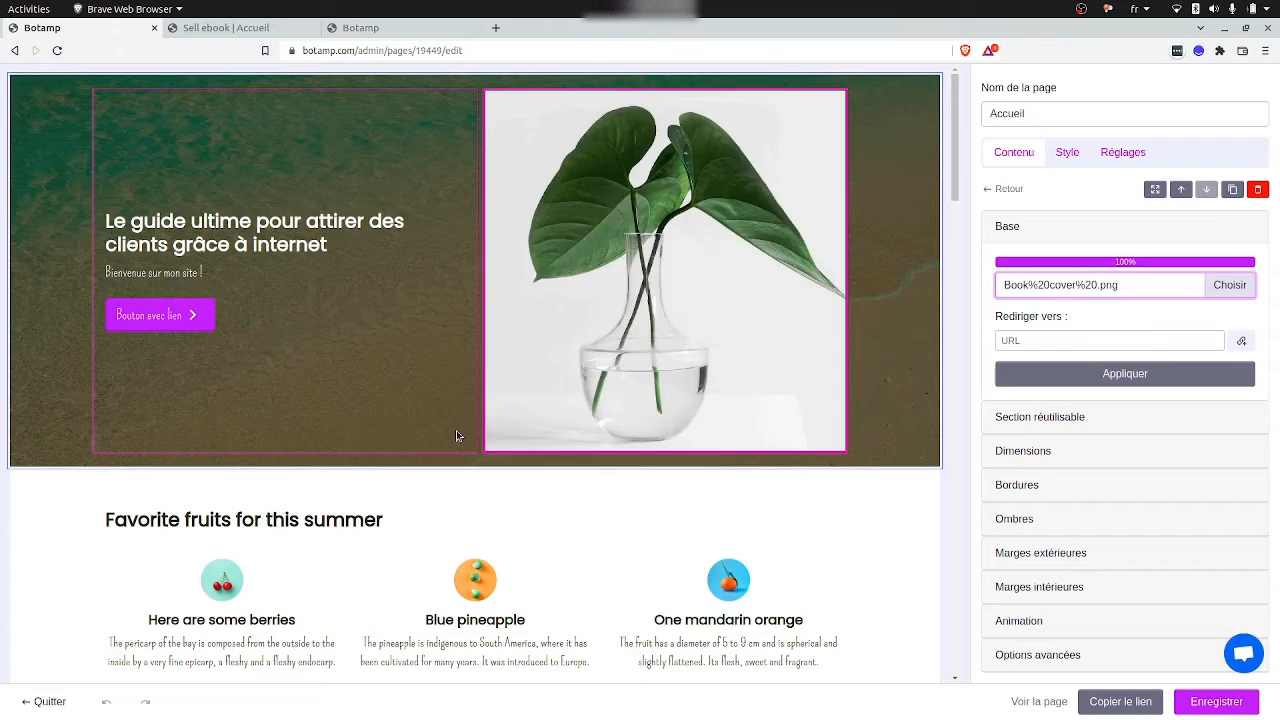 Activities
Brave Web Browser
fr
Botamp
Sell ebook | Accueil
Botamp
botamp.com/admin/pages/19449/edit
Le guide ultime pour attirer des
clients grâce à internet
Bienvenue sur mon site !
Bouton avec lien
Favorite fruits for this summer
Here are some berries
The pericarp of the bay is composed from the outside to the
inside by a very fine epicarp, a fleshy and a fleshy endocarp.
Blue pineapple
The pineapple is indigenous to South America, where it has
been cultivated for many years. It was introduced to Europe.
One mandarin orange
The fruit has a diameter of 5 to 9 cm and is spherical and
slightly flattened. Its flesh, sweet and fragrant.
Nom de la page
Accueil
Contenu
Style
Réglages
Retour
Base
100%
Book%20cover%20.png
Choisir
Rediriger vers :
URL
Appliquer
Section réutilisable
Dimensions
Bordures
Ombres
Marges extérieures
Marges intérieures
Animation
Options avancées
Quitter
Voir la page
Copier le lien
Enregistrer